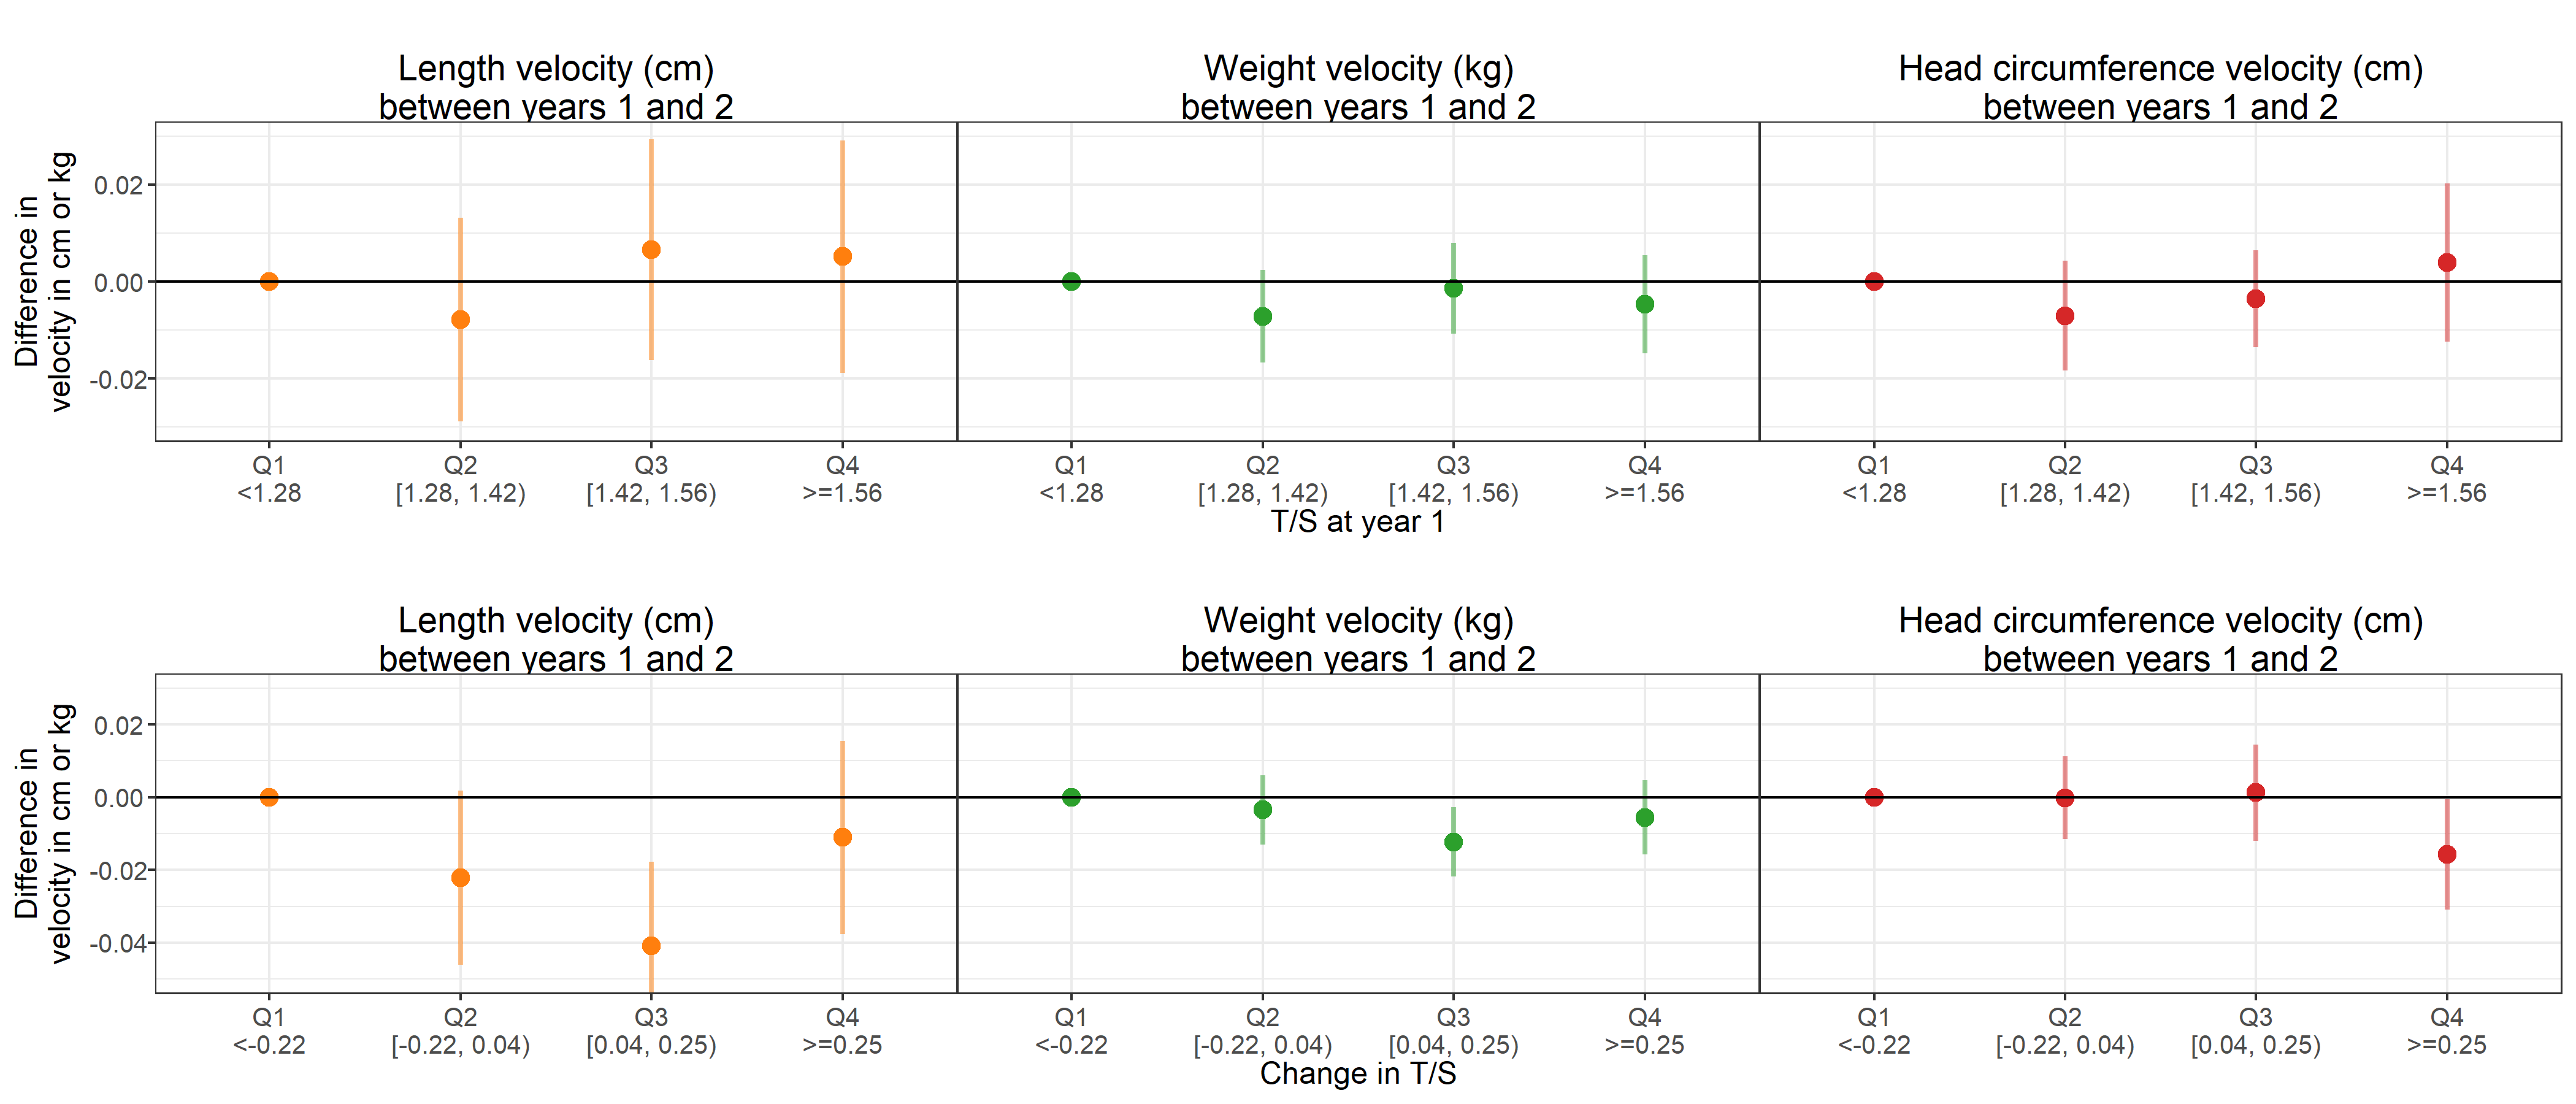 Length velocity (cm)
between years 1 and 2
Weight velocity (kg)
between years 1 and 2
Head circumference velocity (cm)
between years 1 and 2
Difference in
velocity in cm or kg
0.02
0.00
-0.02
Q1
<1.28
Q2
[1.28, 1.42)
Q3
[1.42, 1.56)
Q4
>=1.56
Q1
<1.28
Q2
[1.28, 1.42)
Q3
[1.42, 1.56)
Q4
>=1.56
Q1
<1.28
Q2
[1.28, 1.42)
Q3
[1.42, 1.56)
Q4
>=1.56
T/S at year 1
Length velocity (cm)
between years 1 and 2
Weight velocity (kg)
between years 1 and 2
Head circumference velocity (cm)
between years 1 and 2
Difference in
velocity in cm or kg
0.02
0.00
-0.02
-0.04
Q1
<-0.22
Q2
[-0.22, 0.04)
Q3
[0.04, 0.25)
Q4
>=0.25
Q1
<-0.22
Q2
[-0.22, 0.04)
Q3
[0.04, 0.25)
Q4
>=0.25
Q1
<-0.22
Q2
[-0.22, 0.04)
Q3
[0.04, 0.25)
Q4
>=0.25
Change in T/S